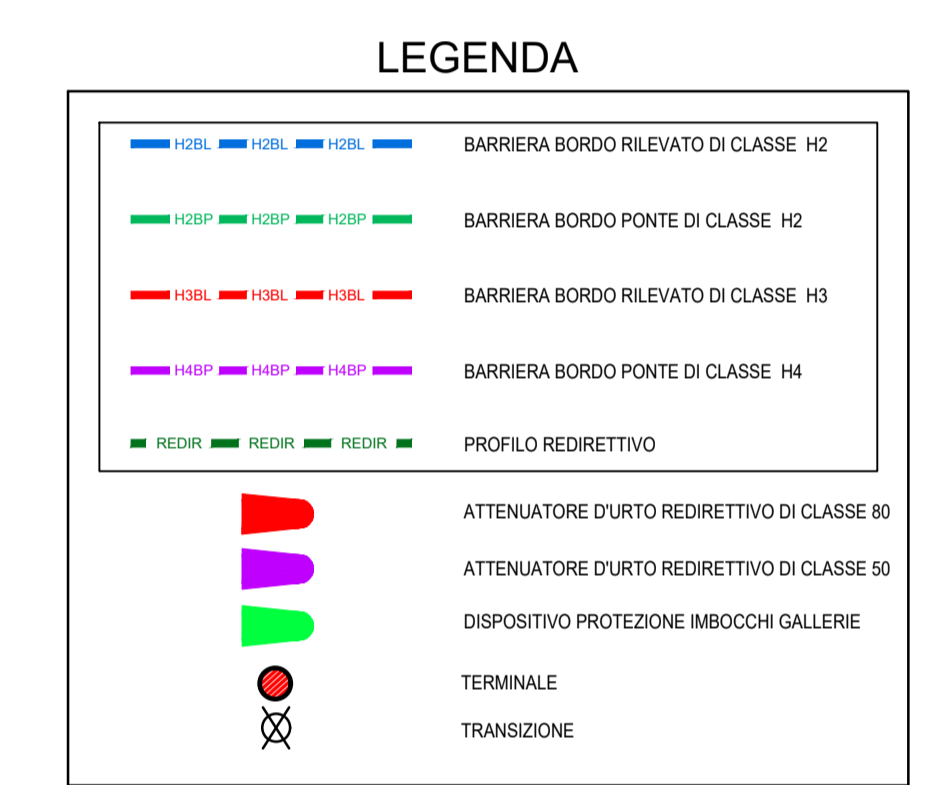 LEGENDA
H2BL H2BL H2BL BARRIERA BORDO RILEVATO DI CLASSE H2
H2BP H2BP H2BP BARRIERA BORDO PONTE DI CLASSE H2
H3BL H3BL H3BL BARRIERA BORDO RILEVATO DI CLASSE H3
H4BP H4BP H4BP BARRIERA BORDO PONTE DI CLASSE H4
REDIR REDIR REDIR PROFILO REDIRETTIVO
ATTENUATORE D'URTO REDIRETTIVO DI CLASSE 80
ATTENUATORE D'URTO REDIRETTIVO DI CLASSE 50
DISPOSITIVO PROTEZIONE IMBOCCHI GALLERIE
TERMINALE
TRANSIZIONE